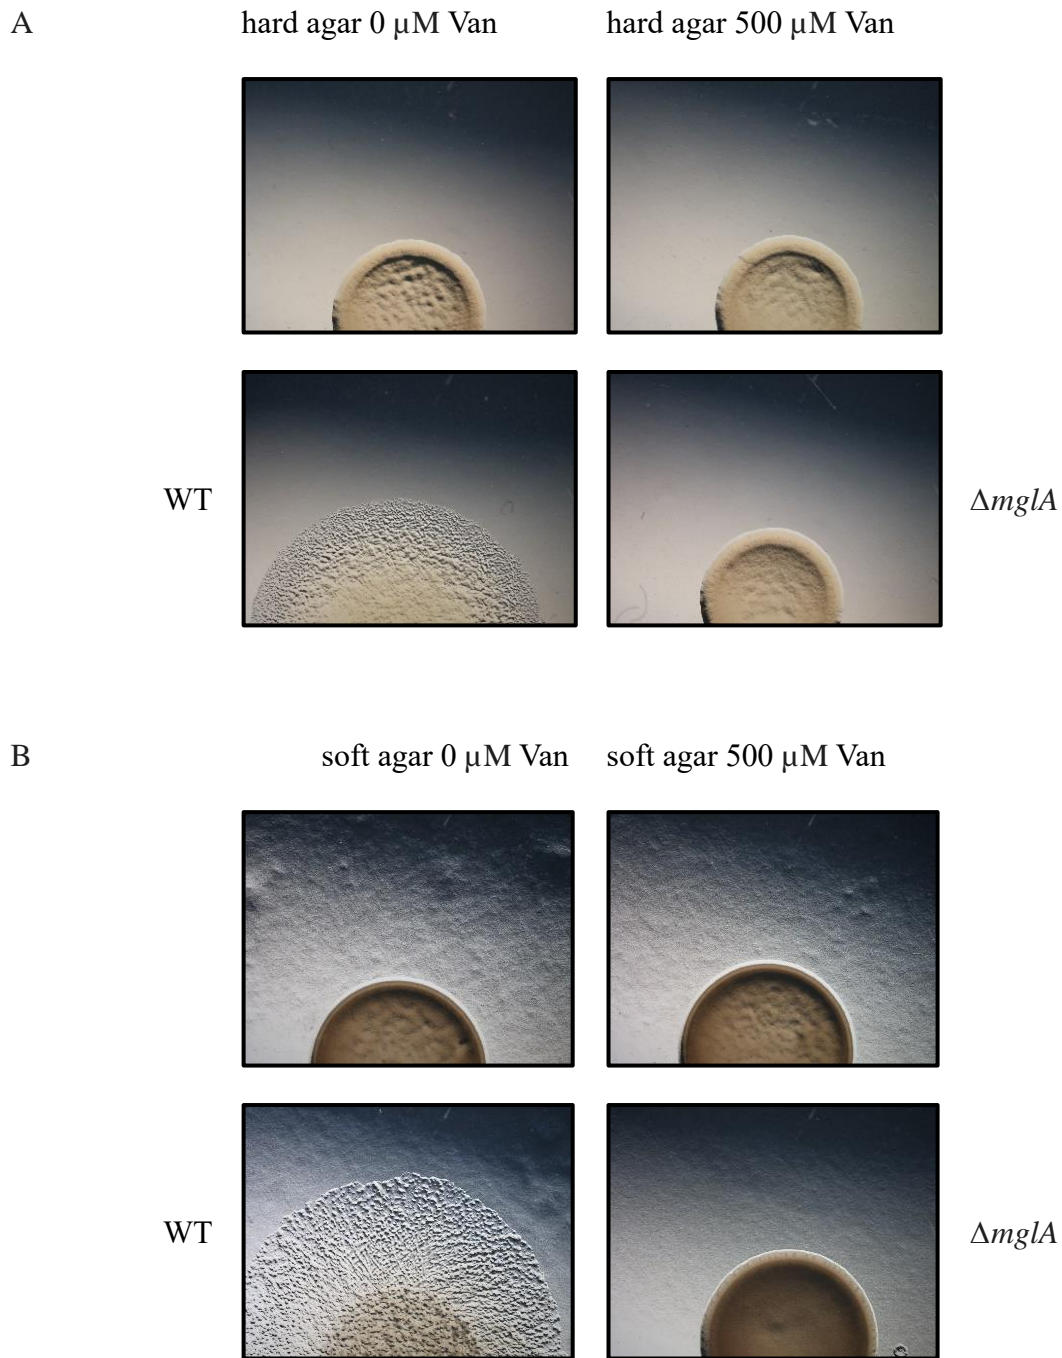 A
hard agar 0 µM Van
hard agar 500 µM Van
WT
ΔmglA
B
soft agar 0 µM Van
soft agar 500 µM Van
WT
ΔmglA